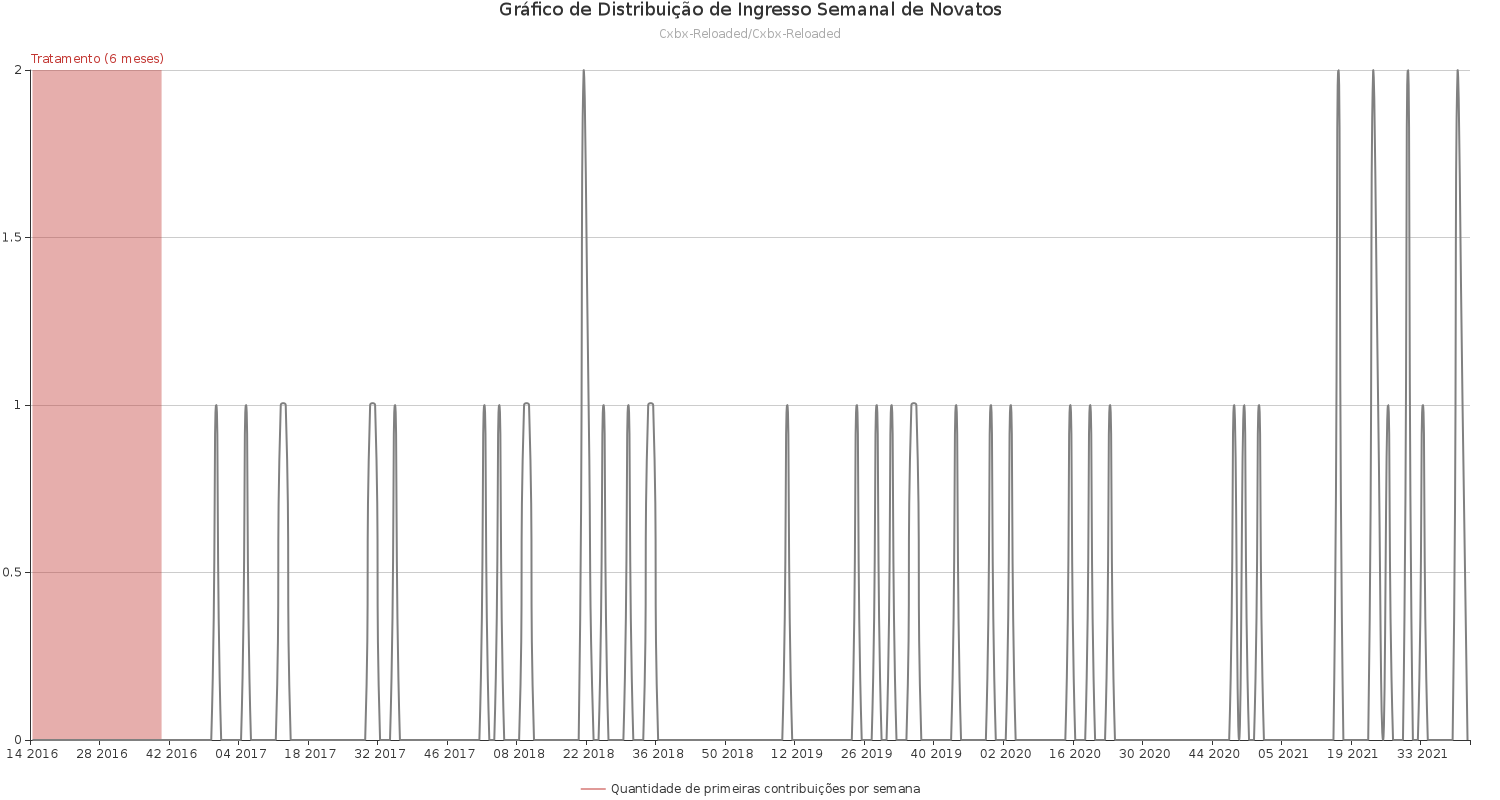 Gráfico de Distribuição de Ingresso Semanal de Novatos
Cxbx-Reloaded/Cxbx-Reloaded
Tratamento (6 meses)
2
1.5
1
0.5
0
14 2016 28 2016 42 2016 04 2017 18 2017 32 2017 46 2017 08 2018 22 2018 36 2018 50 2018 12 2019 26 2019 40 2019 02 2020 16 2020 30 2020 44 2020 05 2021 19 2021 33 2021
Quantidade de primeiras contribuições por semana